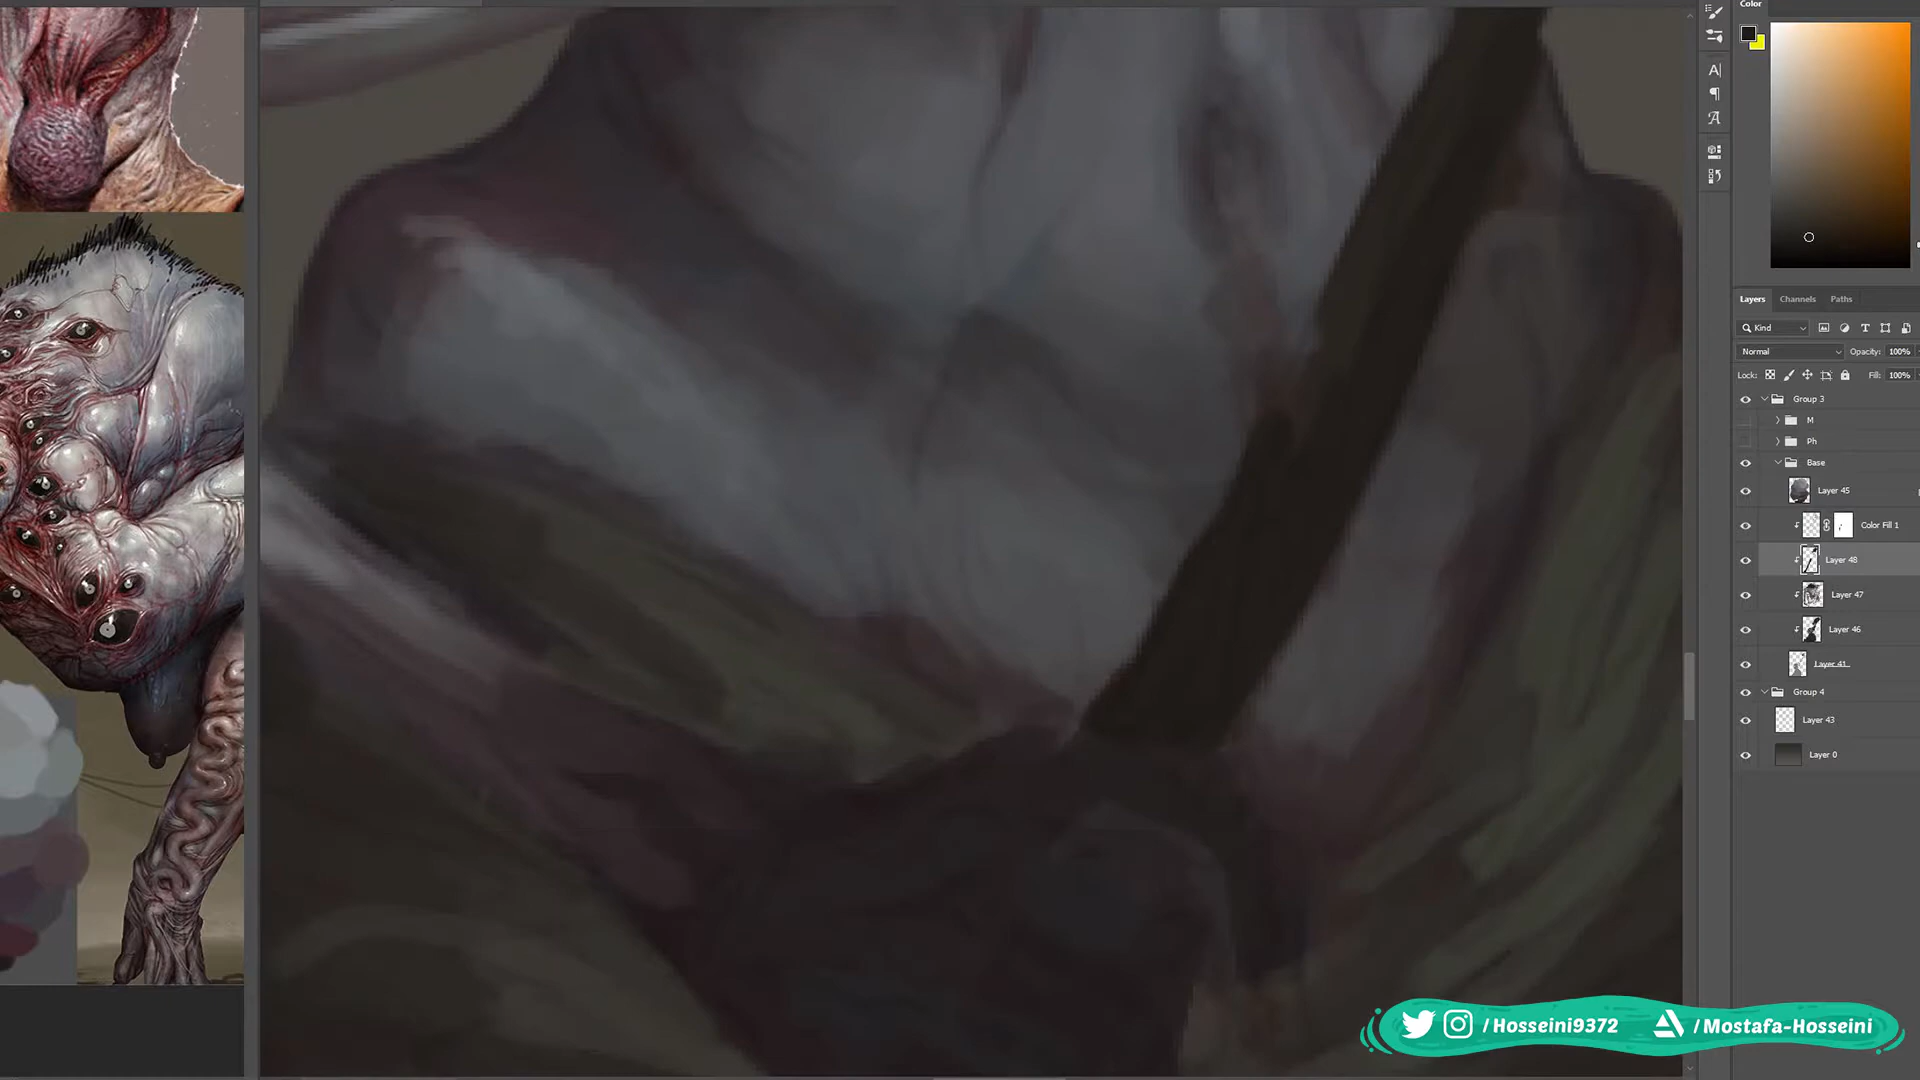 Color
Layers Channels Paths
Kind
Normal Opacity: 100%
Lock: Fill: 100%
Group 3
M
Ph
Base
Layer 45
Color Fill 1
Layer 48
Layer 47
Layer 46
Layer 41
Group 4
Layer 43
Layer 0
/Hosseini9372 /Mostafa-Hosseini